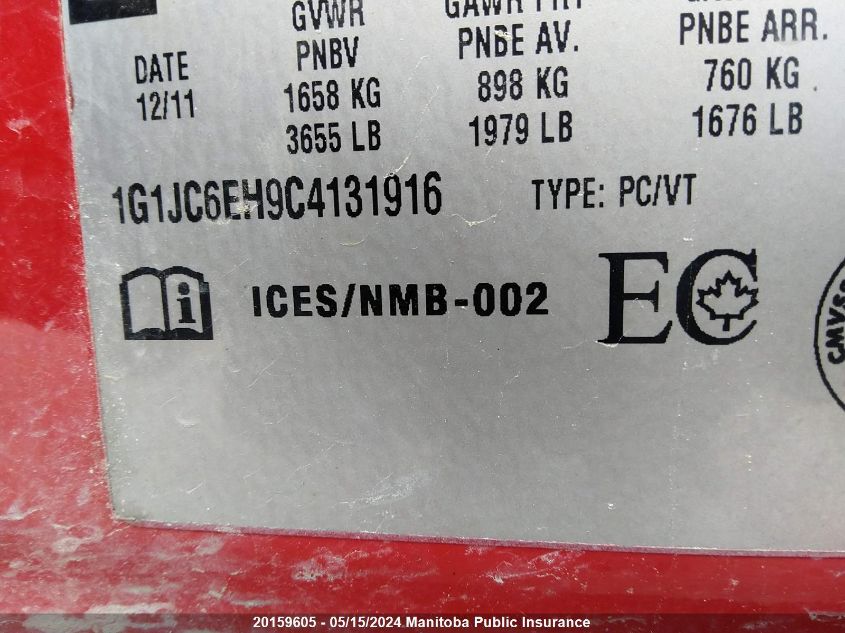 GVWR GAWR FRT
PNBV PNBE AV. PNBE ARR.
DATE 1658 KG 898 KG 760 KG
12/11 3655 LB 1979 LB 1676 LB
1G1JC6EH9C4131916 TYPE: PC/VT
i ICES/NMB-002 EC
20159605 - 05/15/2024 Manitoba Public Insurance